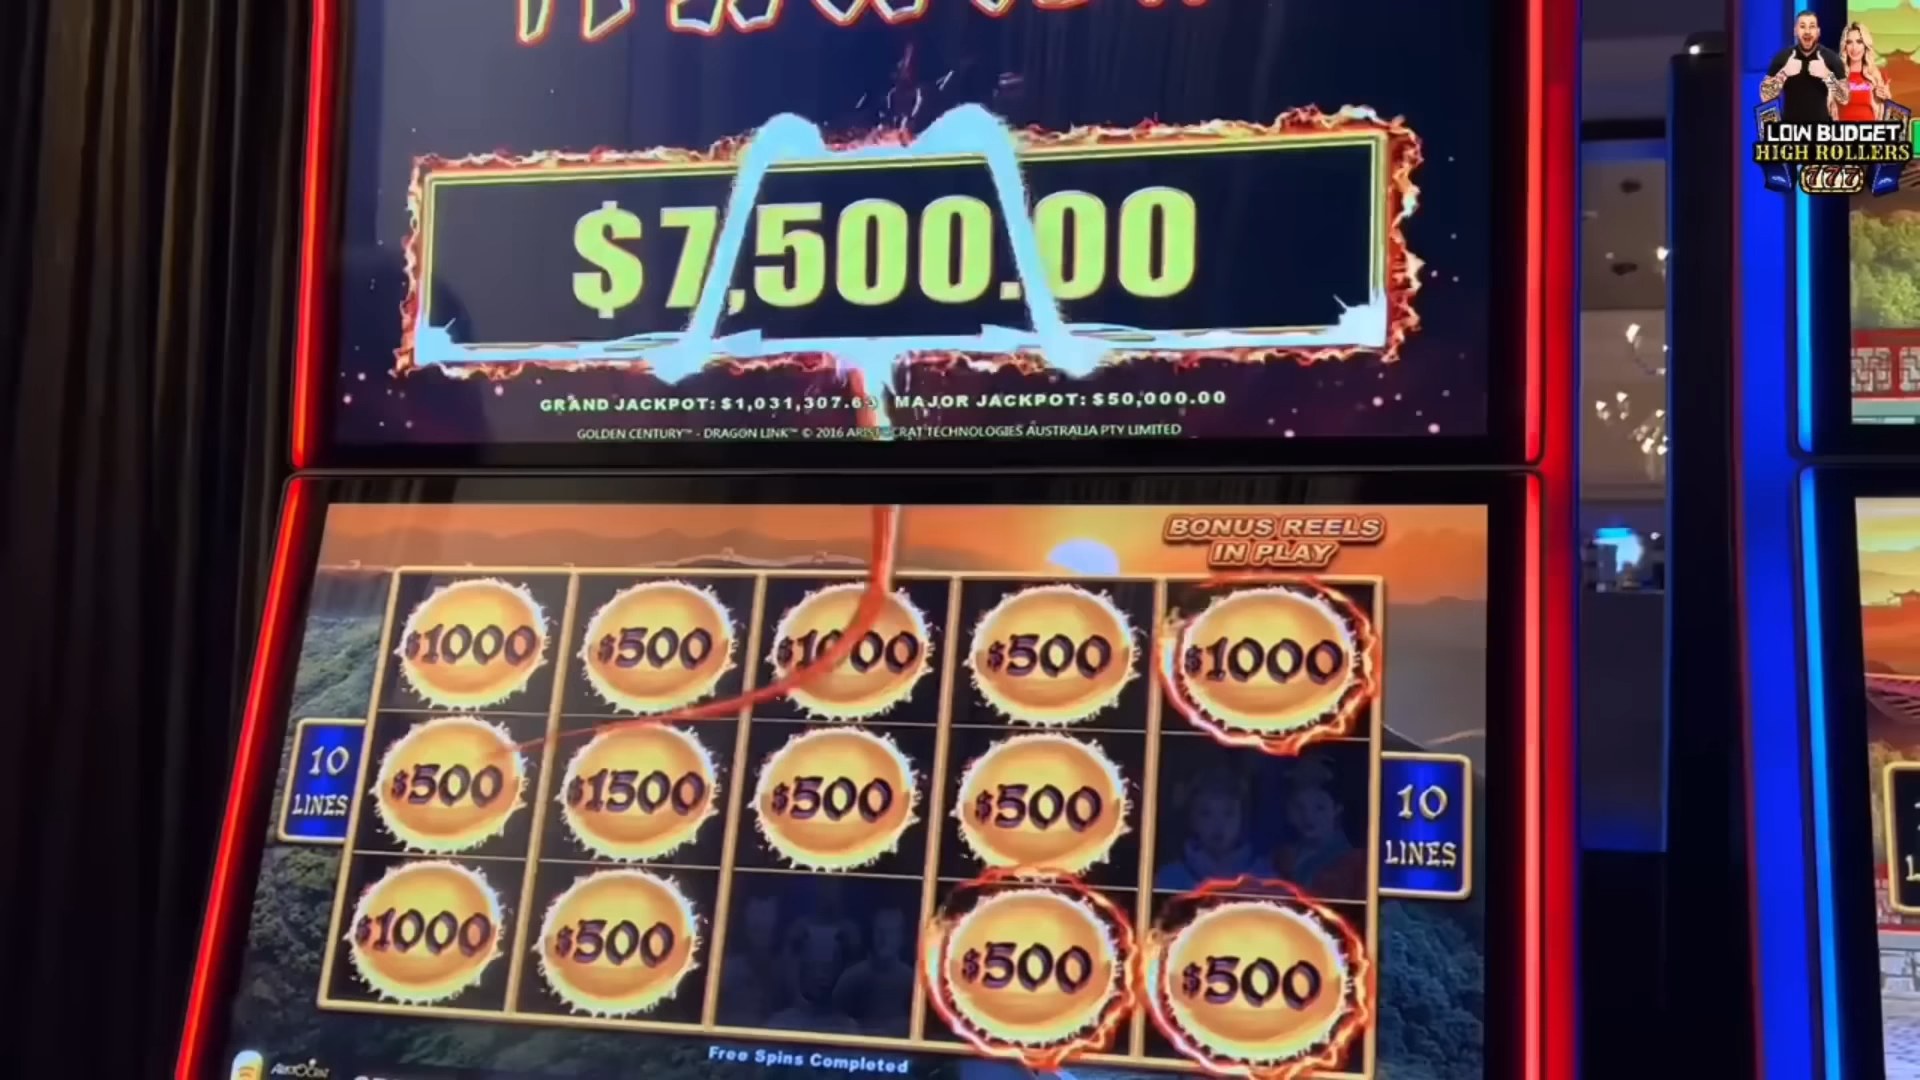 LOW BUDGET
HIGH ROLLERS
777
$7,500.00
GRAND JACKPOT: $1,031,307.63 MAJOR JACKPOT: $50,000.00
GOLDEN CENTURY™ - DRAGON LINK™ © 2016 ARISTOCRAT TECHNOLOGIES AUSTRALIA PTY LIMITED
BONUS REELS
IN PLAY
$1000 $500 $1000 $500 $1000
10
LINES
$500 $1500 $500 $500
10
LINES
$1000 $500 $500 $500
Free Spins Completed
ARISTOCRAT